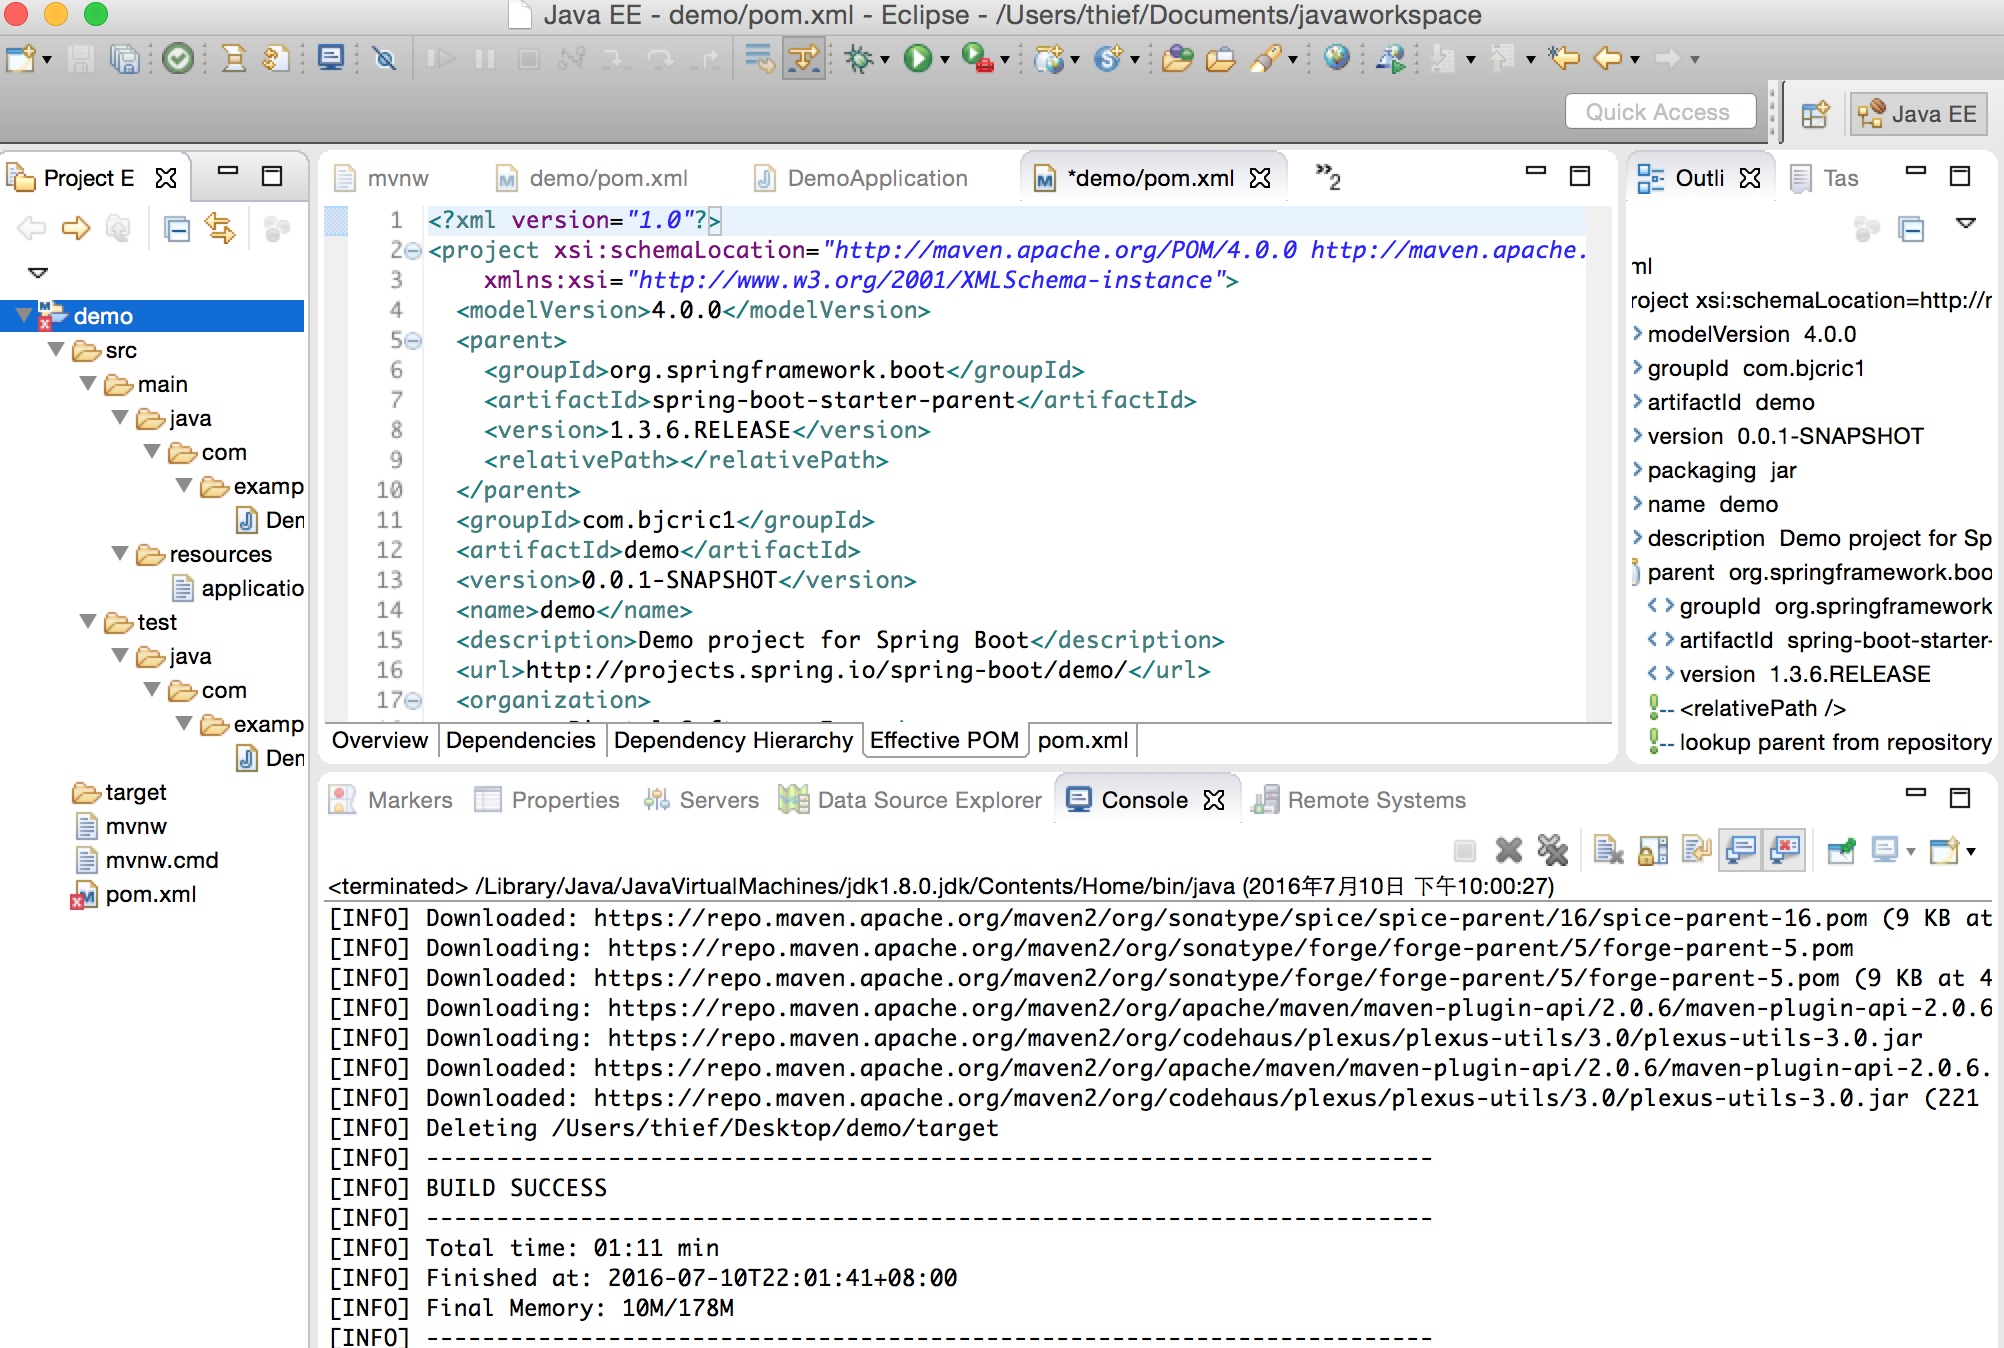 Java EE - demo/pom.xml - Eclipse - /Users/thief/Documents/javaworkspace
Quick Access
Java EE
Project E
demo
src
main
java
com
examp
Den
resources
applicatio
test
java
com
examp
Den
target
mvnw
mvnw.cmd
pom.xml
mvnw
demo/pom.xml
DemoApplication
*demo/pom.xml
»2
1 <?xml version="1.0"?>
2 <project xsi:schemaLocation="http://maven.apache.org/POM/4.0.0 http://maven.apache.
3 xmlns:xsi="http://www.w3.org/2001/XMLSchema-instance">
4 <modelVersion>4.0.0</modelVersion>
5 <parent>
6 <groupId>org.springframework.boot</groupId>
7 <artifactId>spring-boot-starter-parent</artifactId>
8 <version>1.3.6.RELEASE</version>
9 <relativePath></relativePath>
10 </parent>
11 <groupId>com.bjcric1</groupId>
12 <artifactId>demo</artifactId>
13 <version>0.0.1-SNAPSHOT</version>
14 <name>demo</name>
15 <description>Demo project for Spring Boot</description>
16 <url>http://projects.spring.io/spring-boot/demo/</url>
17 <organization>
Overview
Dependencies
Dependency Hierarchy
Effective POM
pom.xml
Outli
Tas
ml
roject xsi:schemaLocation=http://
modelVersion 4.0.0
groupId com.bjcric1
artifactId demo
version 0.0.1-SNAPSHOT
packaging jar
name demo
description Demo project for Sp
parent org.springframework.boo
groupId org.springframework
artifactId spring-boot-starter-
version 1.3.6.RELEASE
<relativePath />
lookup parent from repository
Markers
Properties
Servers
Data Source Explorer
Console
Remote Systems
<terminated> /Library/Java/JavaVirtualMachines/jdk1.8.0.jdk/Contents/Home/bin/java (2016年7月10日 下午10:00:27)
[INFO] Downloaded: https://repo.maven.apache.org/maven2/org/sonatype/spice/spice-parent/16/spice-parent-16.pom (9 KB at
[INFO] Downloading: https://repo.maven.apache.org/maven2/org/sonatype/forge/forge-parent/5/forge-parent-5.pom
[INFO] Downloaded: https://repo.maven.apache.org/maven2/org/sonatype/forge/forge-parent/5/forge-parent-5.pom (9 KB at 4
[INFO] Downloading: https://repo.maven.apache.org/maven2/org/apache/maven/maven-plugin-api/2.0.6/maven-plugin-api-2.0.6
[INFO] Downloading: https://repo.maven.apache.org/maven2/org/codehaus/plexus/plexus-utils/3.0/plexus-utils-3.0.jar
[INFO] Downloaded: https://repo.maven.apache.org/maven2/org/apache/maven/maven-plugin-api/2.0.6/maven-plugin-api-2.0.6.
[INFO] Downloaded: https://repo.maven.apache.org/maven2/org/codehaus/plexus/plexus-utils/3.0/plexus-utils-3.0.jar (221
[INFO] Deleting /Users/thief/Desktop/demo/target
[INFO] ------------------------------------------------------------------------
[INFO] BUILD SUCCESS
[INFO] ------------------------------------------------------------------------
[INFO] Total time: 01:11 min
[INFO] Finished at: 2016-07-10T22:01:41+08:00
[INFO] Final Memory: 10M/178M
[INFO] ------------------------------------------------------------------------